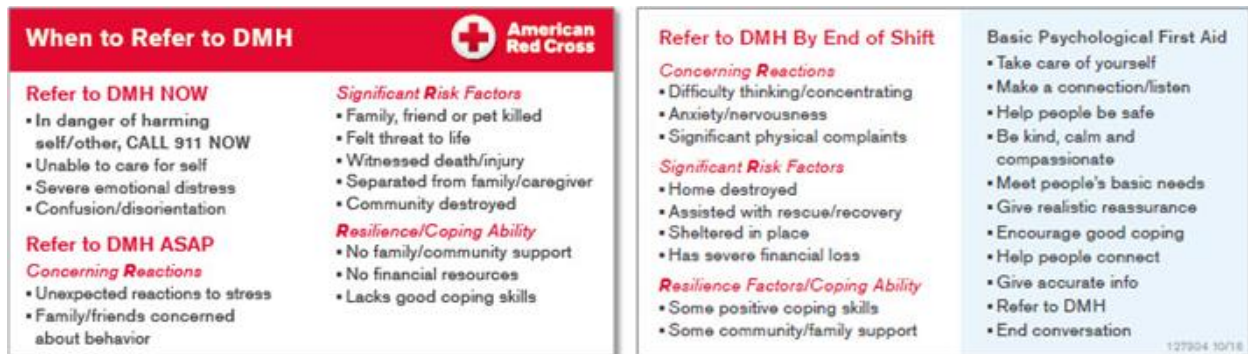 When to Refer to DMH
American
Red Cross
Refer to DMH NOW
▪ In danger of harming
self/other, CALL 911 NOW
▪ Unable to care for self
▪ Severe emotional distress
▪ Confusion/disorientation
Refer to DMH ASAP
Concerning Reactions
▪ Unexpected reactions to stress
▪ Family/friends concerned
about behavior
Significant Risk Factors
▪ Family, friend or pet killed
▪ Felt threat to life
▪ Witnessed death/injury
▪ Separated from family/caregiver
▪ Community destroyed
Resilience/Coping Ability
▪ No family/community support
▪ No financial resources
▪ Lacks good coping skills
Refer to DMH By End of Shift
Concerning Reactions
▪ Difficulty thinking/concentrating
▪ Anxiety/nervousness
▪ Significant physical complaints
Significant Risk Factors
▪ Home destroyed
▪ Assisted with rescue/recovery
▪ Sheltered in place
▪ Has severe financial loss
Resilience Factors/Coping Ability
▪ Some positive coping skills
▪ Some community/family support
Basic Psychological First Aid
▪ Take care of yourself
▪ Make a connection/listen
▪ Help people be safe
▪ Be kind, calm and
compassionate
▪ Meet people's basic needs
▪ Give realistic reassurance
▪ Encourage good coping
▪ Help people connect
▪ Give accurate info
▪ Refer to DMH
▪ End conversation
127904 10/16